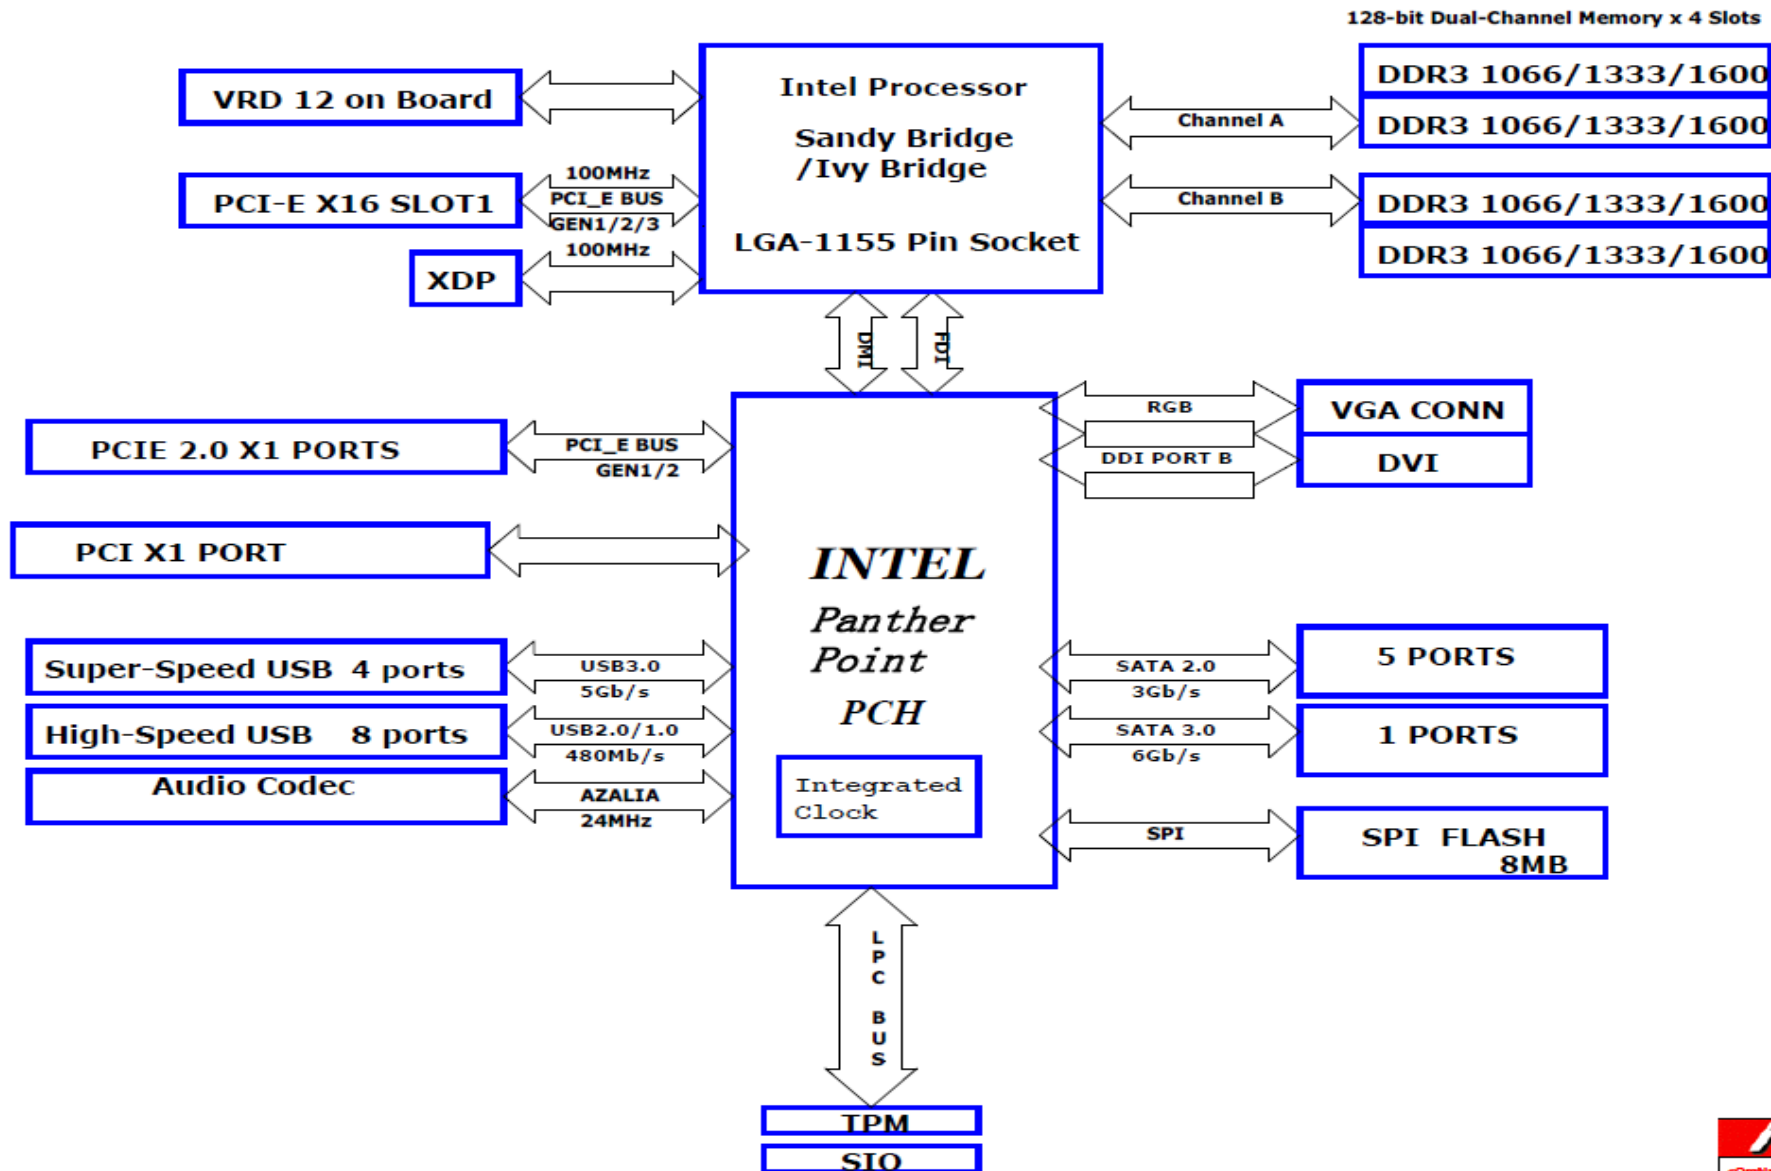 128-bit Dual-Channel Memory x 4 Slots
VRD 12 on Board
Intel Processor
Sandy Bridge
/Ivy Bridge
LGA-1155 Pin Socket
DDR3 1066/1333/1600
DDR3 1066/1333/1600
Channel A
100MHz
PCI-E X16 SLOT1
PCI_E BUS
GEN1/2/3
Channel B
DDR3 1066/1333/1600
DDR3 1066/1333/1600
100MHz
XDP
DMI
FDI
RGB
VGA CONN
PCIE 2.0 X1 PORTS
PCI_E BUS
GEN1/2
DDI PORT B
DVI
PCI X1 PORT
INTEL
Panther
Point
PCH
Super-Speed USB 4 ports
USB3.0
5Gb/s
SATA 2.0
3Gb/s
5 PORTS
High-Speed USB 8 ports
USB2.0/1.0
480Mb/s
SATA 3.0
6Gb/s
1 PORTS
Audio Codec
AZALIA
24MHz
Integrated
Clock
SPI
SPI FLASH
8MB
LPC BUS
TPM
SIO